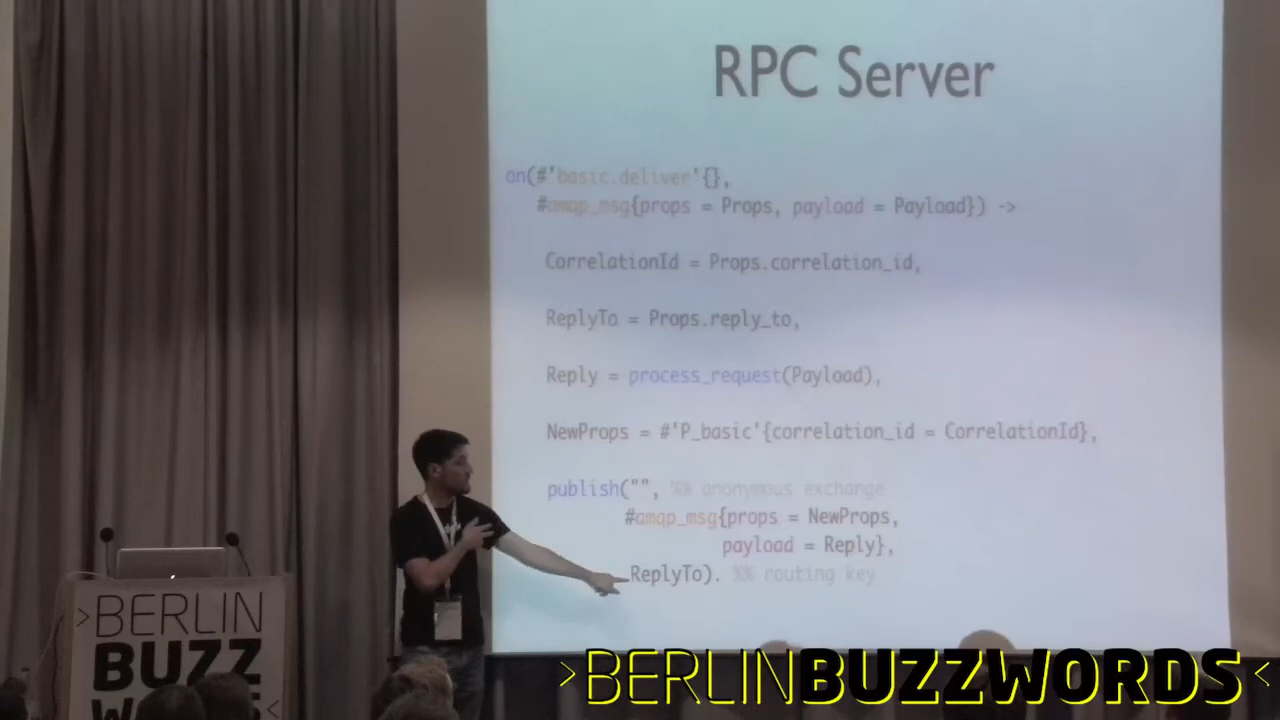 RPC Server
on(#'basic.deliver'{},
#amqp_msg{props = Props, payload = Payload}) ->
CorrelationId = Props.correlation_id,
ReplyTo = Props.reply_to,
Reply = process_request(Payload),
NewProps = #'P_basic'{correlation_id = CorrelationId},
publish("", %% anonymous exchange
#amqp_msg{props = NewProps,
payload = Reply},
ReplyTo). %% routing key
>BERLIN
BUZZ
WORDS<
>BERLINBUZZWORDS<